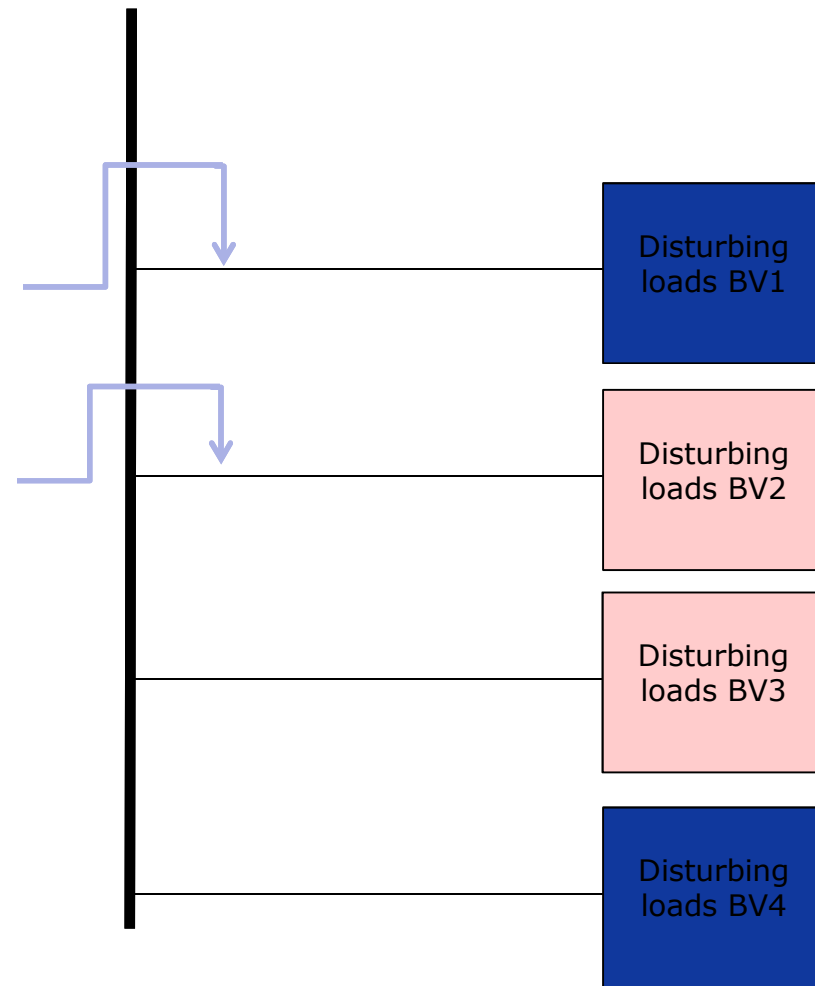 Disturbing
loads BV1
Disturbing
loads BV2
Disturbing
loads BV3
Disturbing
loads BV4